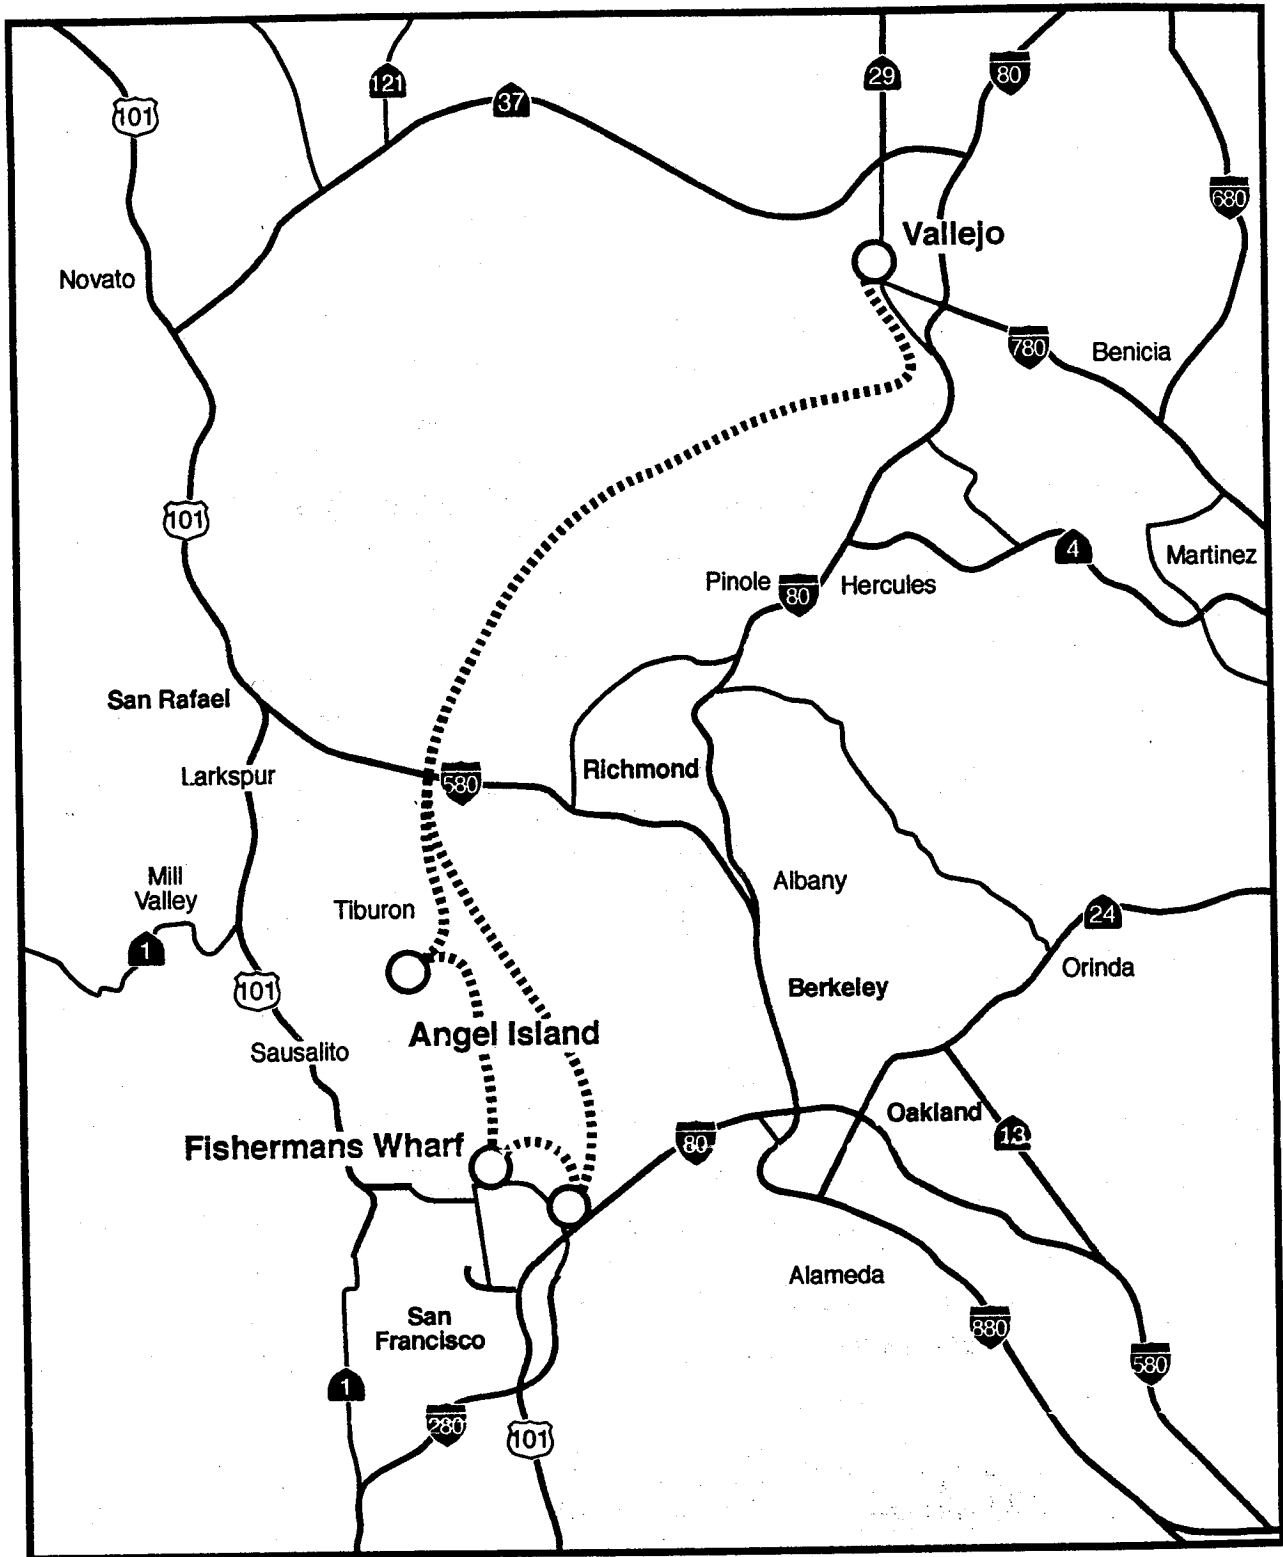 121
29
80
37
101
680
Vallejo
Novato
780
Benicia
101
4
Martinez
Pinole
80
Hercules
San Rafael
Richmond
Larkspur
580
Mill
Valley
Albany
Tiburon
24
1
Orinda
101
Berkeley
Angel Island
Sausalito
Oakland
13
Fishermans Wharf
80
Alameda
San
Francisco
880
580
1
280
101